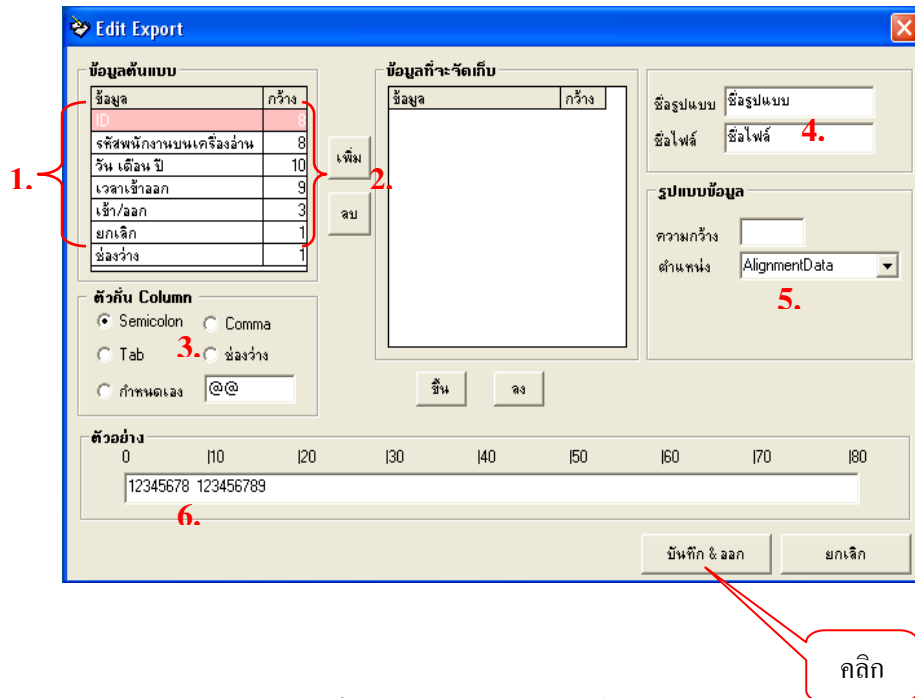 Edit Export
ข้อมูลต้นแบบ
ข้อมูล กว้าง
ID 8
รหัสพนักงานบนเครื่องอ่าน 8
วัน เดือน ปี 10
เวลาเข้าออก 9
เข้า/ออก 3
ยกเลิก 1
ช่องว่าง 1
1.
2.
เพิ่ม
ลบ
ข้อมูลที่จะจัดเก็บ
ข้อมูล กว้าง
ชื่อรูปแบบ ชื่อรูปแบบ
ชื่อไฟล์ ชื่อไฟล์
4.
รูปแบบข้อมูล
ความกว้าง
ตำแหน่ง AlignmentData
5.
ตัวคั่น Column
Semicolon Comma
Tab 3. ช่องว่าง
กำหนดเอง @@
ขึ้น ลง
ตัวอย่าง
0 |10 |20 |30 |40 |50 |60 |70 |80
12345678 123456789
6.
บันทึก & ออก ยกเลิก
คลิก